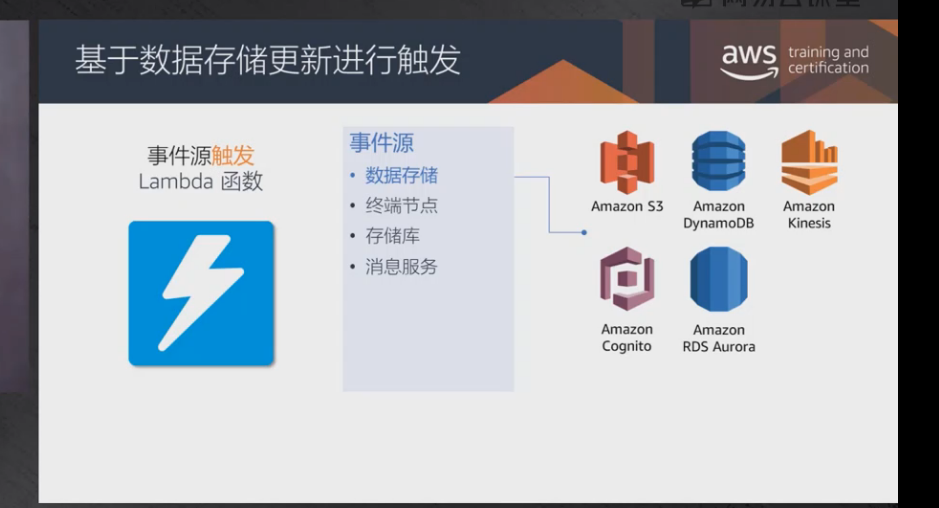 基于数据存储更新进行触发
aws training and
certification
事件源触发
Lambda 函数
事件源
• 数据存储
• 终端节点
• 存储库
• 消息服务
Amazon S3
Amazon
DynamoDB
Amazon
Kinesis
Amazon
Cognito
Amazon
RDS Aurora